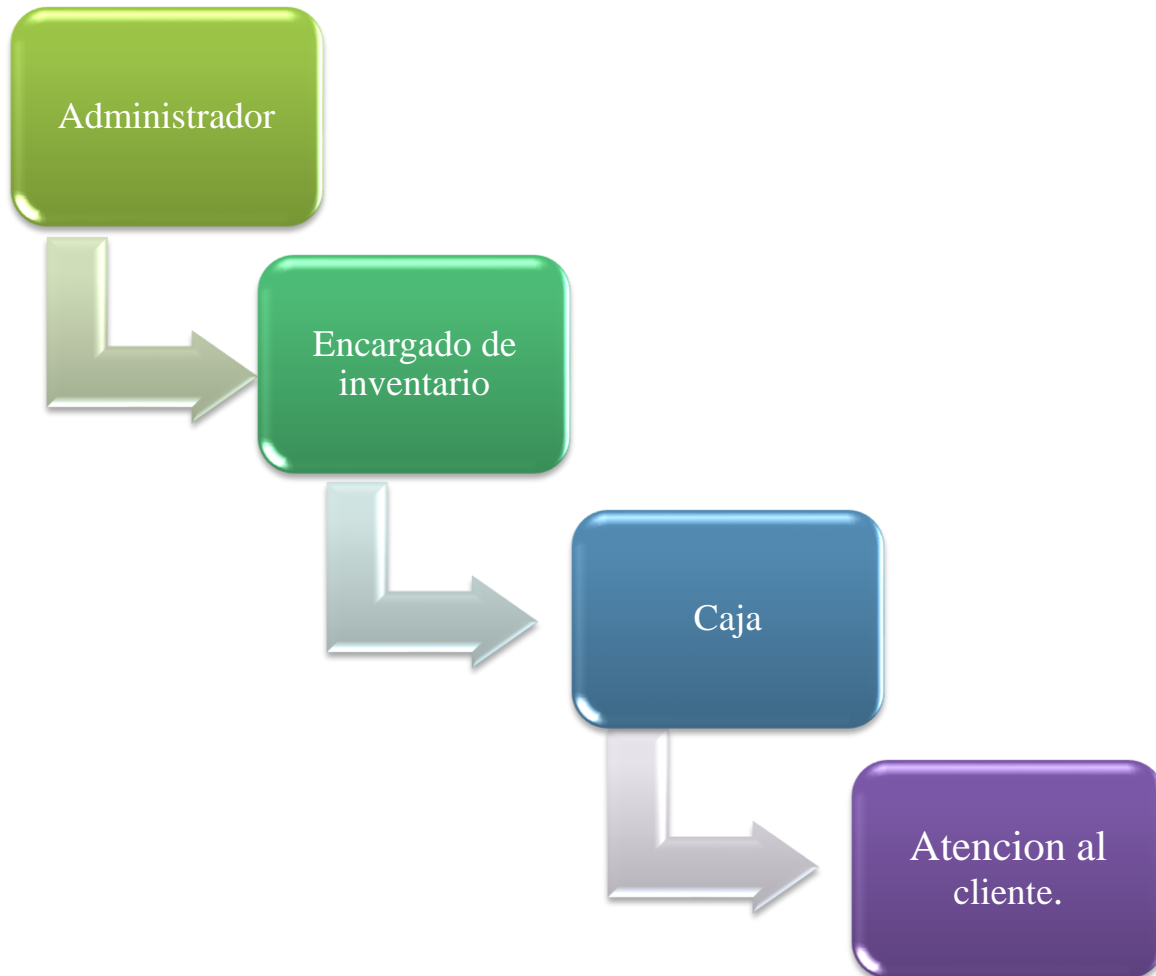 Administrador
Encargado de
inventario
Caja
Atencion al
cliente.